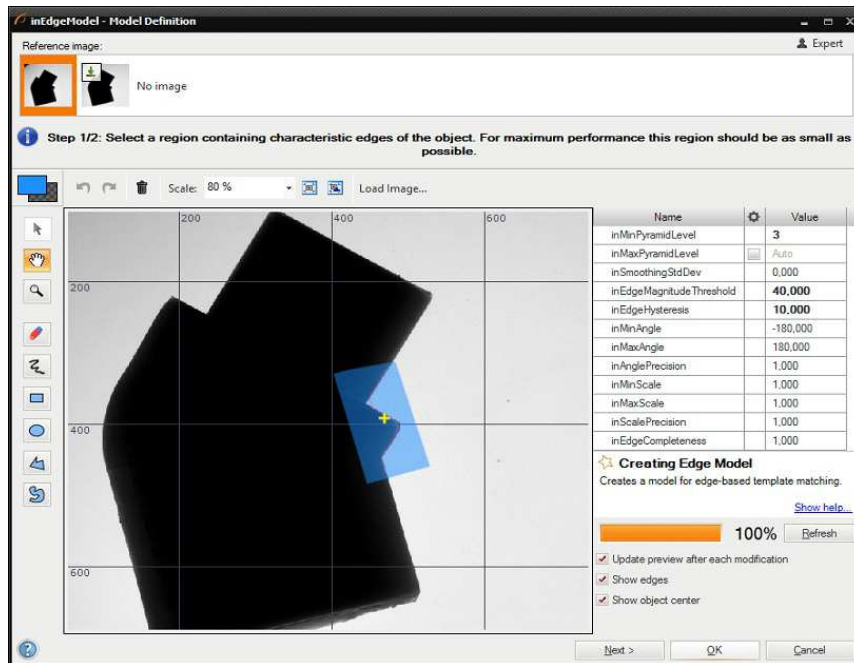 inEdgeModel - Model Definition
Reference image:
Expert
No image
Step 1/2: Select a region containing characteristic edges of the object. For maximum performance this region should be as small as
possible.
Scale: 80 % Load Image...
200 400 600
200
400
600
Name Value
inMinPyramidLevel 3
inMaxPyramidLevel Auto
inSmoothingStdDev 0,000
inEdgeMagnitudeThreshold 40,000
inEdgeHysteresis 10,000
inMinAngle -180,000
inMaxAngle 180,000
inAnglePrecision 1,000
inMinScale 1,000
inMaxScale 1,000
inScalePrecision 1,000
inEdgeCompleteness 1,000
Creating Edge Model
Creates a model for edge-based template matching.
Show help...
100% Refresh
Update preview after each modification
Show edges
Show object center
Next > OK Cancel